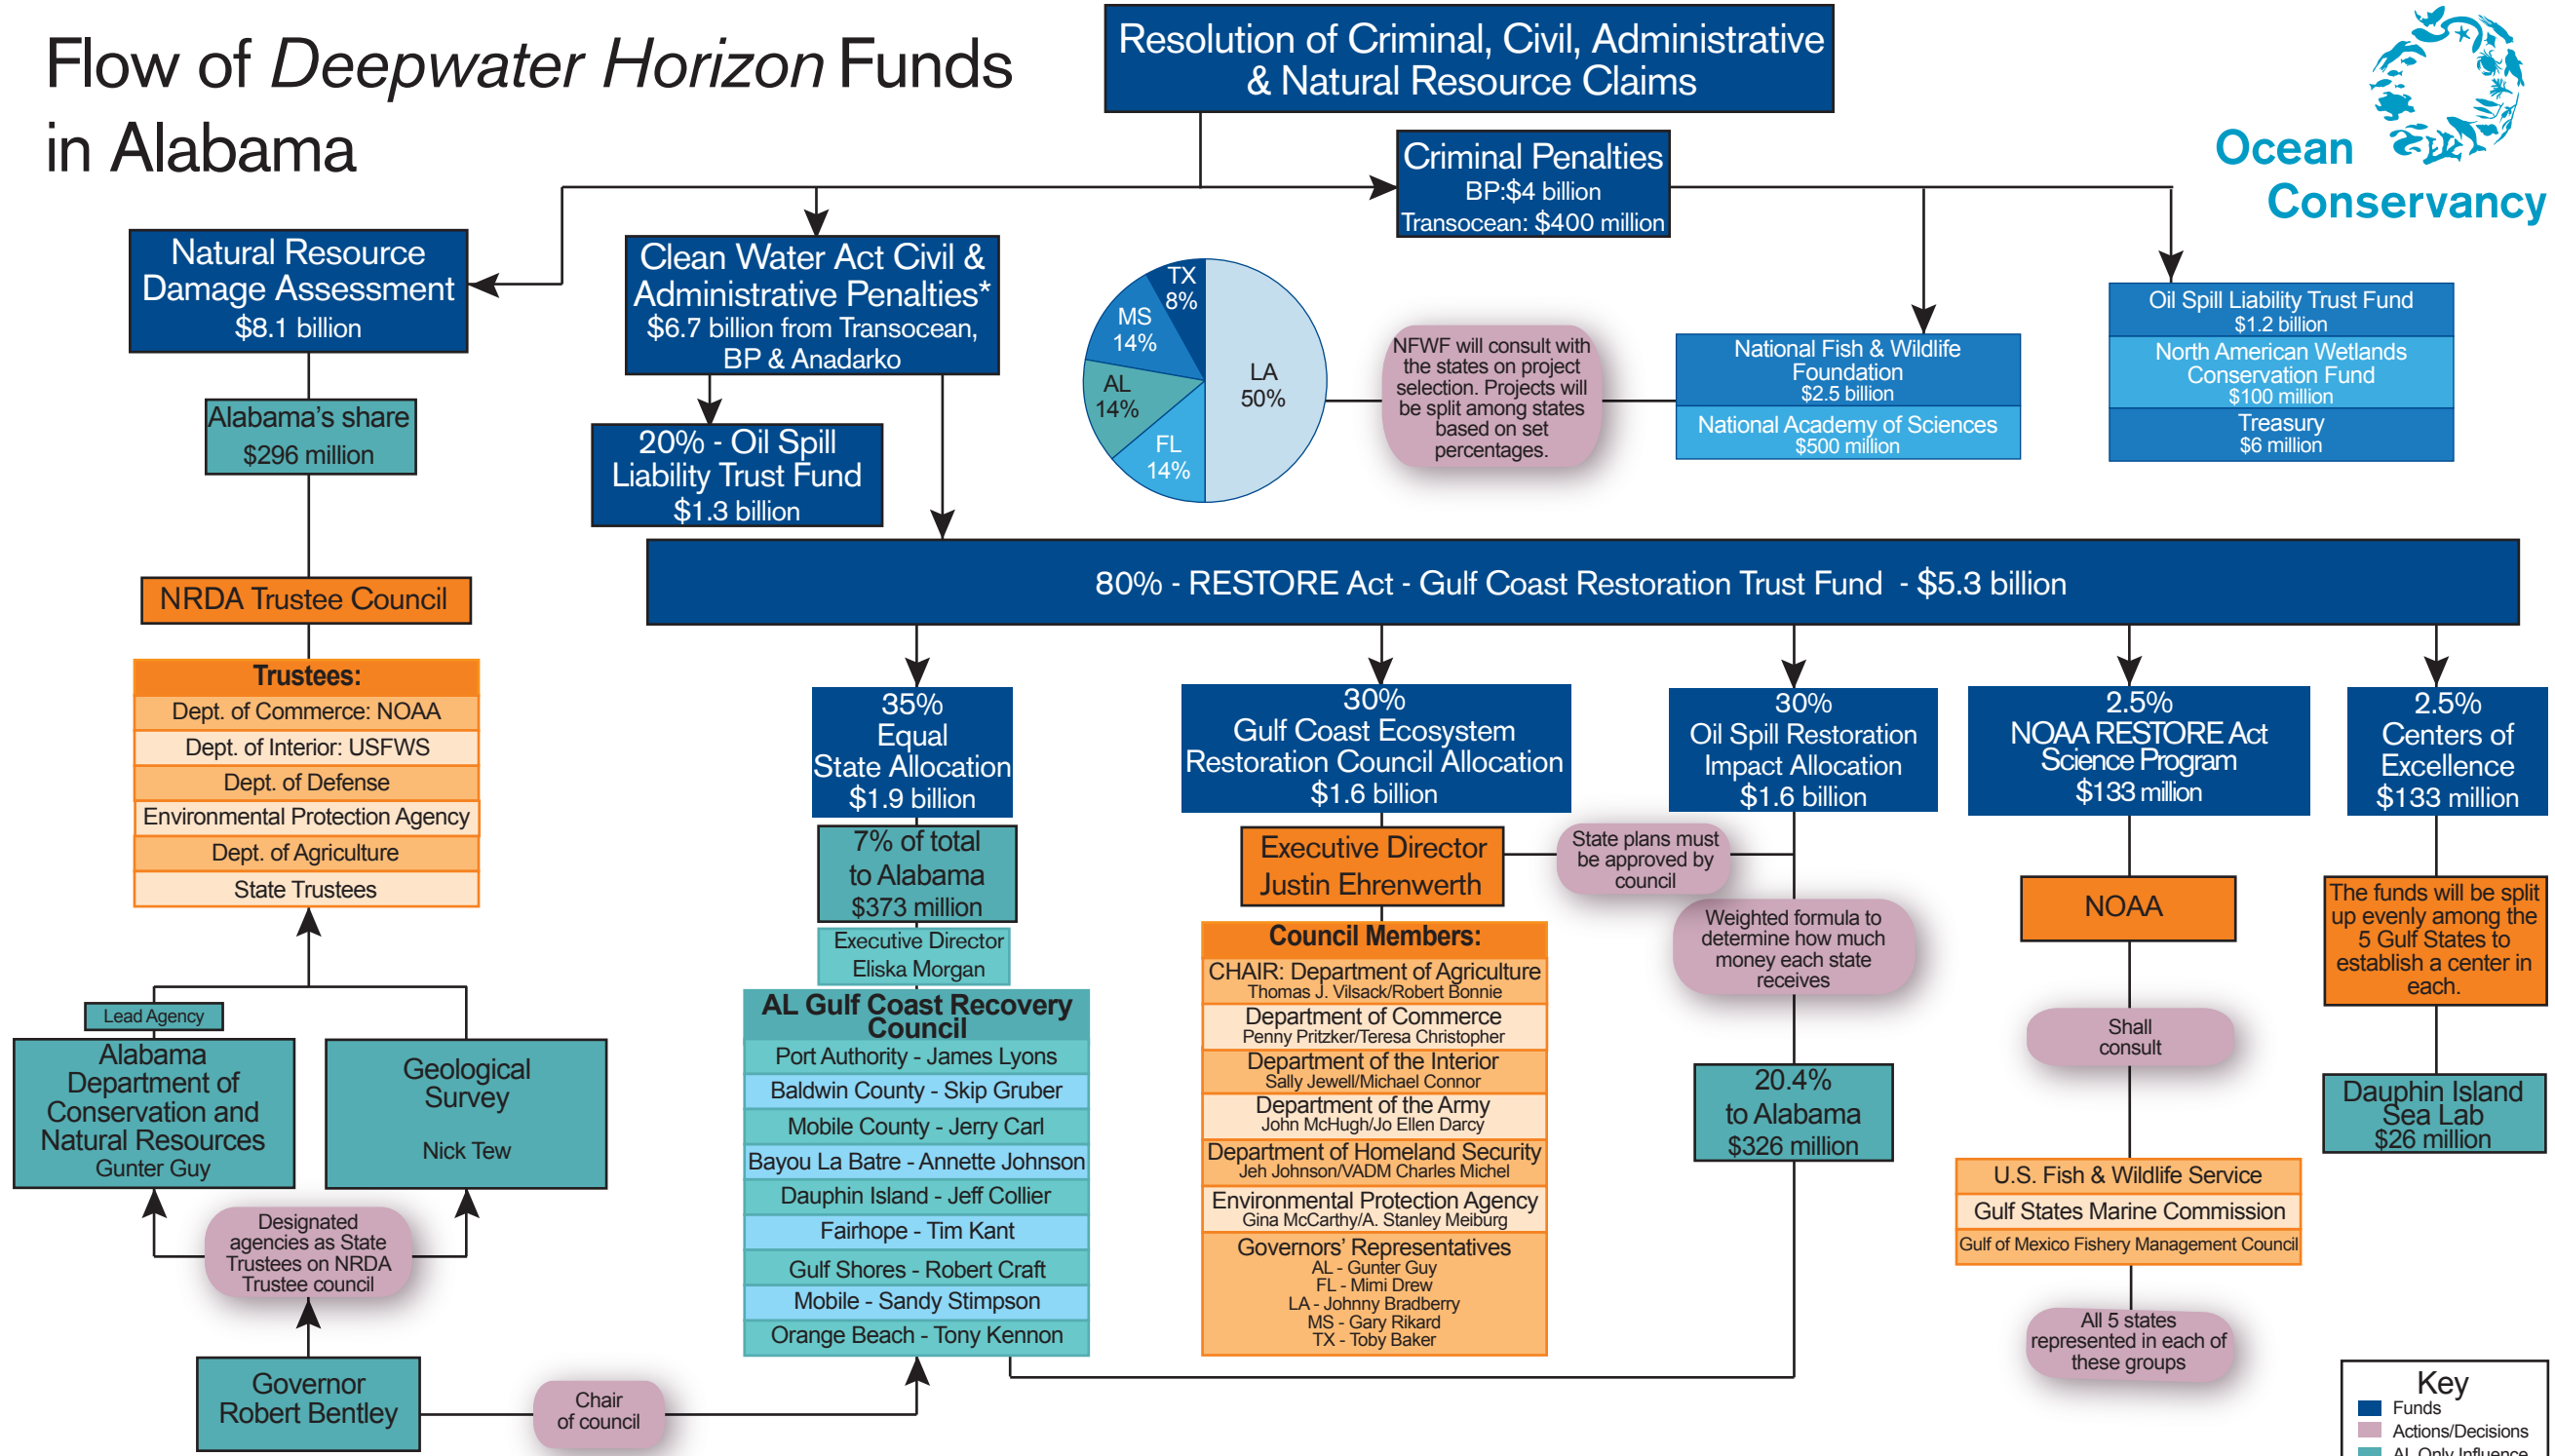 Flow of Deepwater Horizon Funds
in Alabama
Resolution of Criminal, Civil, Administrative
& Natural Resource Claims
Ocean
Conservancy
Criminal Penalties
BP:$4 billion
Transocean: $400 million
Natural Resource
Damage Assessment
$8.1 billion
Clean Water Act Civil &
Administrative Penalties*
$6.7 billion from Transocean,
BP & Anadarko
TX
8%
MS
14%
AL
14%
FL
14%
LA
50%
NFWF will consult with
the states on project
selection. Projects will
be split among states
based on set
percentages.
National Fish & Wildlife
Foundation
$2.5 billion
National Academy of Sciences
$500 million
Oil Spill Liability Trust Fund
$1.2 billion
North American Wetlands
Conservation Fund
$100 million
Treasury
$6 million
Alabama's share
$296 million
20% - Oil Spill
Liability Trust Fund
$1.3 billion
80% - RESTORE Act - Gulf Coast Restoration Trust Fund - $5.3 billion
NRDA Trustee Council
Trustees:
Dept. of Commerce: NOAA
Dept. of Interior: USFWS
Dept. of Defense
Environmental Protection Agency
Dept. of Agriculture
State Trustees
Lead Agency
Alabama
Department of
Conservation and
Natural Resources
Gunter Guy
Geological
Survey
Nick Tew
Designated
agencies as State
Trustees on NRDA
Trustee council
Governor
Robert Bentley
Chair
of council
35%
Equal
State Allocation
$1.9 billion
7% of total
to Alabama
$373 million
Executive Director
Eliska Morgan
AL Gulf Coast Recovery
Council
Port Authority - James Lyons
Baldwin County - Skip Gruber
Mobile County - Jerry Carl
Bayou La Batre - Annette Johnson
Dauphin Island - Jeff Collier
Fairhope - Tim Kant
Gulf Shores - Robert Craft
Mobile - Sandy Stimpson
Orange Beach - Tony Kennon
30%
Gulf Coast Ecosystem
Restoration Council Allocation
$1.6 billion
Executive Director
Justin Ehrenwerth
State plans must
be approved by
council
Council Members:
CHAIR: Department of Agriculture
Thomas J. Vilsack/Robert Bonnie
Department of Commerce
Penny Pritzker/Teresa Christopher
Department of the Interior
Sally Jewell/Michael Connor
Department of the Army
John McHugh/Jo Ellen Darcy
Department of Homeland Security
Jeh Johnson/VADM Charles Michel
Environmental Protection Agency
Gina McCarthy/A. Stanley Meiburg
Governors' Representatives
AL - Gunter Guy
FL - Mimi Drew
LA - Johnny Bradberry
MS - Gary Rikard
TX - Toby Baker
30%
Oil Spill Restoration
Impact Allocation
$1.6 billion
Weighted formula to
determine how much
money each state
receives
20.4%
to Alabama
$326 million
2.5%
NOAA RESTORE Act
Science Program
$133 million
NOAA
Shall
consult
U.S. Fish & Wildlife Service
Gulf States Marine Commission
Gulf of Mexico Fishery Management Council
All 5 states
represented in each of
these groups
2.5%
Centers of
Excellence
$133 million
The funds will be split
up evenly among the
5 Gulf States to
establish a center in
each.
Dauphin Island
Sea Lab
$26 million
Key
Funds
Actions/Decisions
AL Only Influence